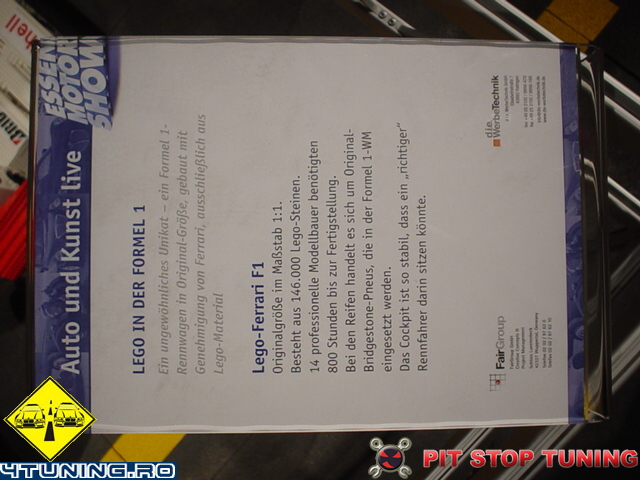 ESSEN
MOTOR
SHOW
Auto und Kunst live
LEGO IN DER FORMEL 1
Ein ungewöhnliches Unikat – ein Formel 1-
Rennwagen in Original-Größe, gebaut mit
Genehmigung von Ferrari, ausschließlich aus
Lego-Material
Lego-Ferrari F1
Originalgröße im Maßstab 1:1.
Besteht aus 146.000 Lego-Steinen.
14 professionelle Modellbauer benötigten
800 Stunden bis zur Fertigstellung.
Bei den Reifen handelt es sich um Original-
Bridgestone-Pneus, die in der Formel 1-WM
eingesetzt werden.
Das Cockpit ist so stabil, dass ein „richtiger"
Rennfahrer darin sitzen könnte.
FairGroup
FairGroup GmbH
Project Management
die
WerbeTechnik
4TUNING.RO
PIT STOP TUNING